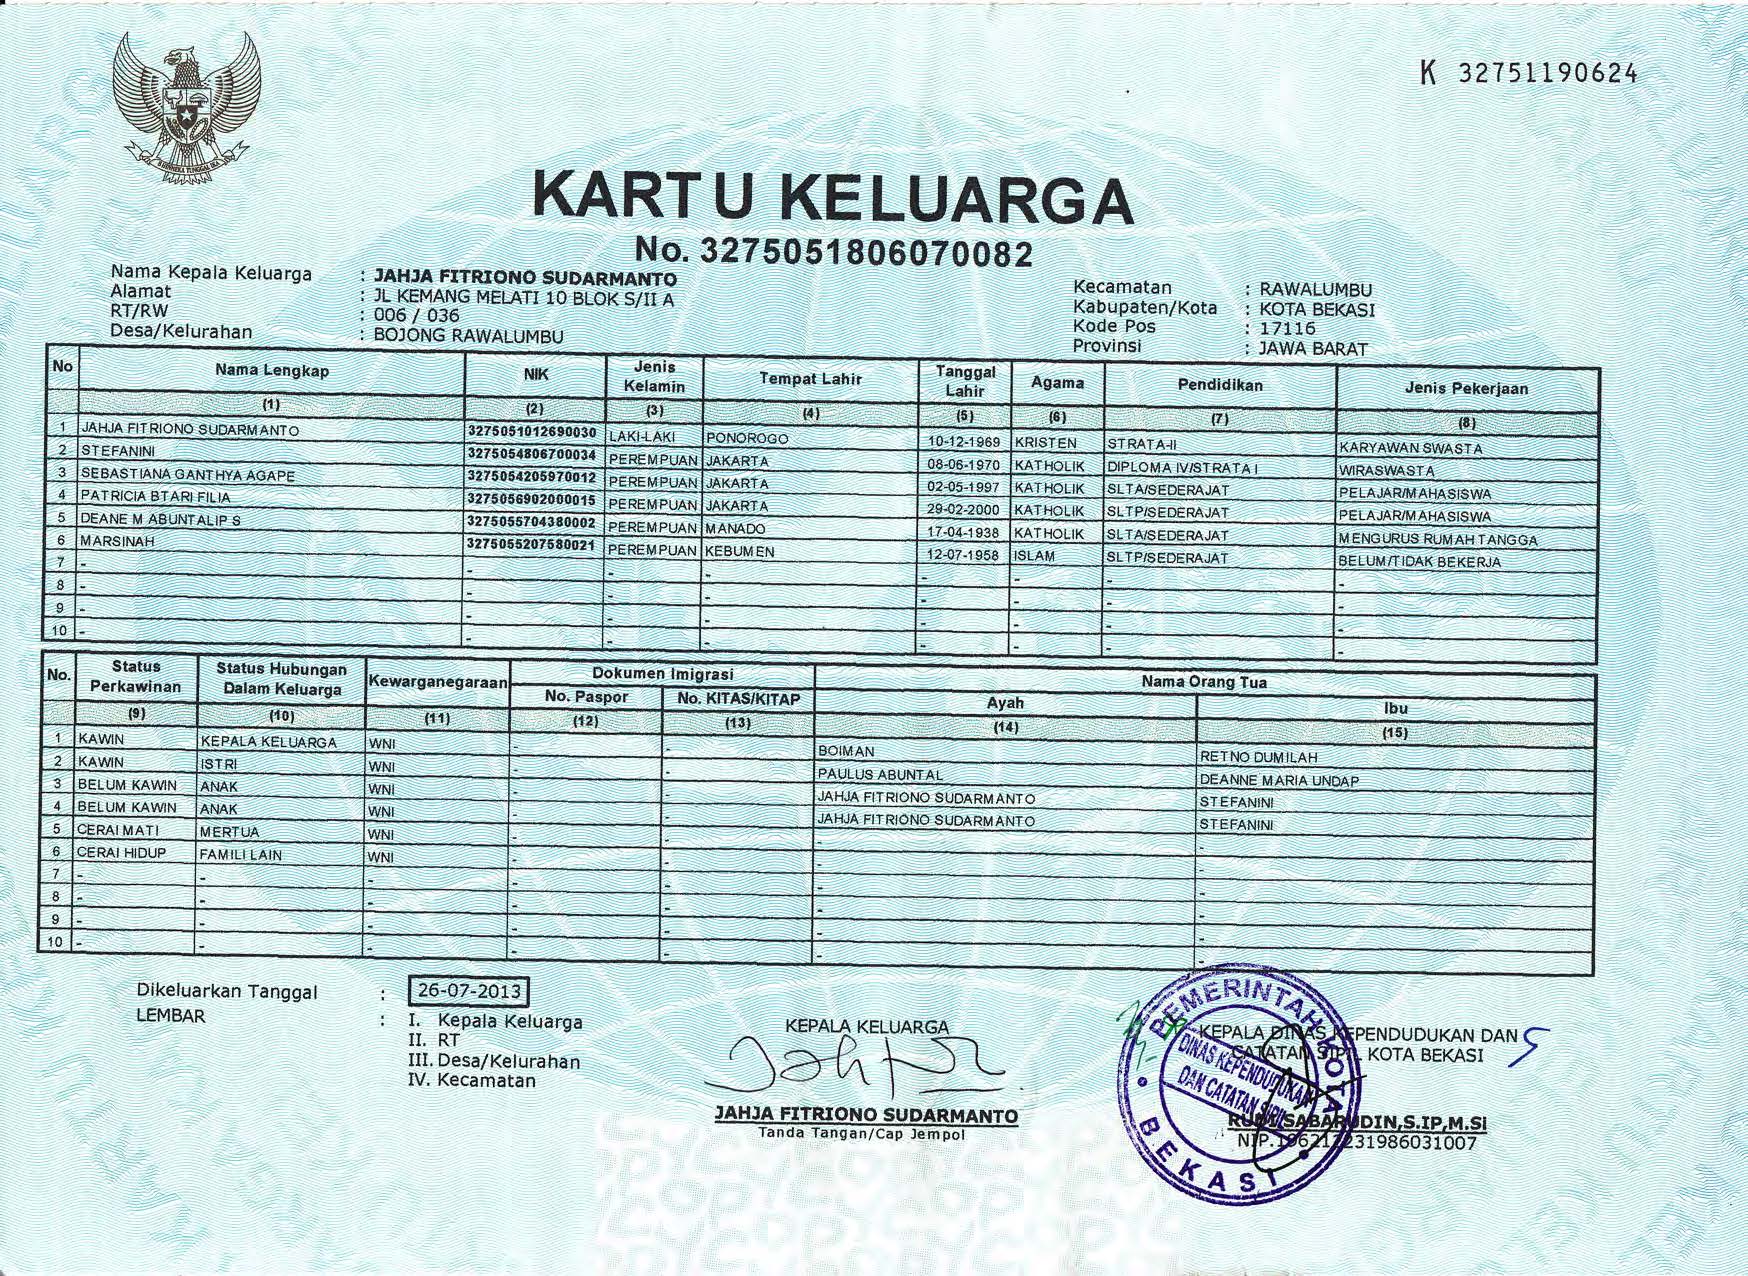 K 32751190624
BHINNEKA TUNGGAL IKA
KARTU KELUARGA
No. 3275051806070082
Nama Kepala Keluarga : JAHJA FITRIONO SUDARMANTO
Alamat : JL KEMANG MELATI 10 BLOK S/II A
RT/RW : 006 / 036
Desa/Kelurahan : BOJONG RAWALUMBU
Kecamatan : RAWALUMBU
Kabupaten/Kota : KOTA BEKASI
Kode Pos : 17116
Provinsi : JAWA BARAT
No Nama Lengkap NIK Jenis Kelamin Tempat Lahir Tanggal Lahir Agama Pendidikan Jenis Pekerjaan
(1) (2) (3) (4) (5) (6) (7) (8)
1 JAHJA FITRIONO SUDARMANTO 3275051012690030 LAKI-LAKI PONOROGO 10-12-1969 KRISTEN STRATA-II KARYAWAN SWASTA
2 STEFANINI 3275054806700034 PEREMPUAN JAKARTA 08-06-1970 KATHOLIK DIPLOMA IV/STRATA I WIRASWASTA
3 SEBASTIANA GANTHYA AGAPE 3275054205970012 PEREMPUAN JAKARTA 02-05-1997 KATHOLIK SLTA/SEDERAJAT PELAJAR/MAHASISWA
4 PATRICIA BTARI FILIA 3275056902000015 PEREMPUAN JAKARTA 29-02-2000 KATHOLIK SLTP/SEDERAJAT PELAJAR/MAHASISWA
5 DEANE M ABUNTALIP S 3275055704380002 PEREMPUAN MANADO 17-04-1938 KATHOLIK SLTA/SEDERAJAT MENGURUS RUMAH TANGGA
6 MARSINAH 3275055207580021 PEREMPUAN KEBUMEN 12-07-1958 ISLAM SLTP/SEDERAJAT BELUM/TIDAK BEKERJA
7 - - - - - - - -
8 - - - - - - - -
9 - - - - - - - -
10 - - - - - - - -
No. Status Perkawinan Status Hubungan Dalam Keluarga Kewarganegaraan Dokumen Imigrasi Nama Orang Tua
No. Paspor No. KITAS/KITAP Ayah Ibu
(9) (10) (11) (12) (13) (14) (15)
1 KAWIN KEPALA KELUARGA WNI - - BOIMAN RETNO DUMILAH
2 KAWIN ISTRI WNI - - PAULUS ABUNTAL DEANNE MARIA UNDAP
3 BELUM KAWIN ANAK WNI - - JAHJA FITRIONO SUDARMANTO STEFANINI
4 BELUM KAWIN ANAK WNI - - JAHJA FITRIONO SUDARMANTO STEFANINI
5 CERAI MATI MERTUA WNI - - - -
6 CERAI HIDUP FAMILI LAIN WNI - - - -
7 - - - - - - -
8 - - - - - - -
9 - - - - - - -
10 - - - - - - -
Dikeluarkan Tanggal : 26-07-2013
LEMBAR : I. Kepala Keluarga
II. RT
III. Desa/Kelurahan
IV. Kecamatan
KEPALA KELUARGA
JAHJA FITRIONO SUDARMANTO
Tanda Tangan/Cap Jempol
KEPALA DINAS KEPENDUDUKAN DAN
CATATAN SIPIL KOTA BEKASI
PEMERINTAH KOTA
DINAS KEPENDUDUKAN
DAN CATATAN SIPIL
BEKASI
RUDI SABARUDIN,S.IP,M.Si
NIP.196212231986031007